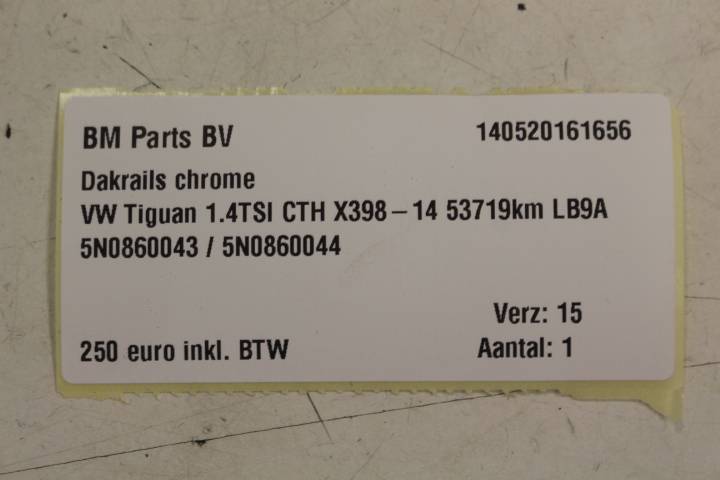 BM Parts BV 140520161656
Dakrails chrome
VW Tiguan 1.4TSI CTH X398-14 53719km LB9A
5N0860043 / 5N0860044
Verz: 15
250 euro inkl. BTW Aantal: 1